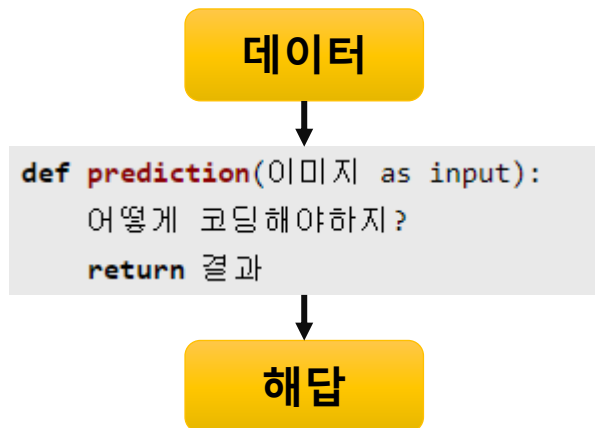 데이터
def prediction(이미지 as input):
어떻게 코딩해야하지?
return 결과
해답